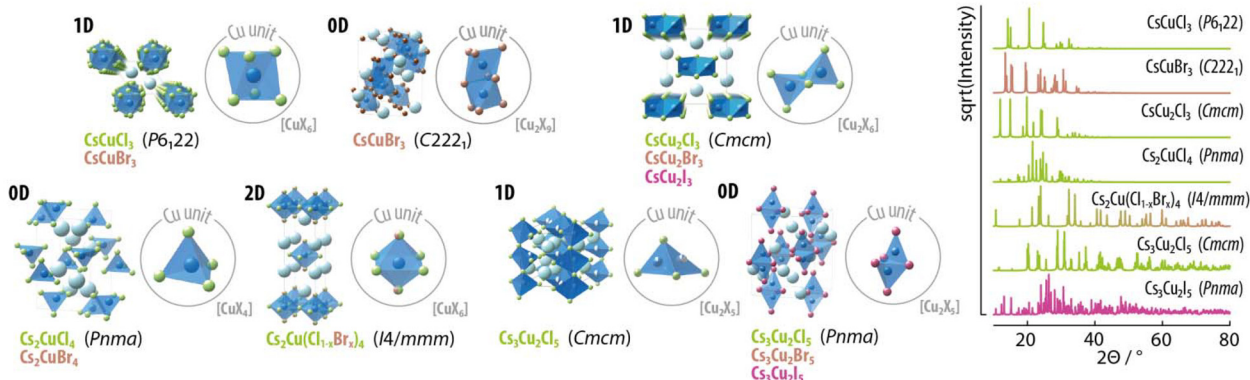 1D
Cu unit
[CuX₆]
CsCuCl₃ (P6₁22)
CsCuBr₃
0D
Cu unit
[Cu₂X₉]
CsCuBr₃ (C222₁)
1D
Cu unit
[Cu₂X₆]
CsCu₂Cl₃ (Cmcm)
CsCu₂Br₃
CsCu₂I₃
0D
Cu unit
[CuX₄]
Cs₂CuCl₄ (Pnma)
Cs₂CuBr₄
2D
Cu unit
[CuX₆]
Cs₂Cu(Cl₁₋ₓBrₓ)₄ (I4/mmm)
1D
Cu unit
[Cu₂X₅]
Cs₃Cu₂Cl₅ (Cmcm)
0D
Cu unit
[Cu₂X₅]
Cs₃Cu₂Cl₅ (Pnma)
Cs₃Cu₂Br₅
Cs₃Cu₂I₅
sqrt(Intensity)
CsCuCl₃ (P6₁22)
CsCuBr₃ (C222₁)
CsCu₂Cl₃ (Cmcm)
Cs₂CuCl₄ (Pnma)
Cs₂Cu(Cl₁₋ₓBrₓ)₄ (I4/mmm)
Cs₃Cu₂Cl₅ (Cmcm)
Cs₃Cu₂I₅ (Pnma)
20 40 60 80
2Θ / °